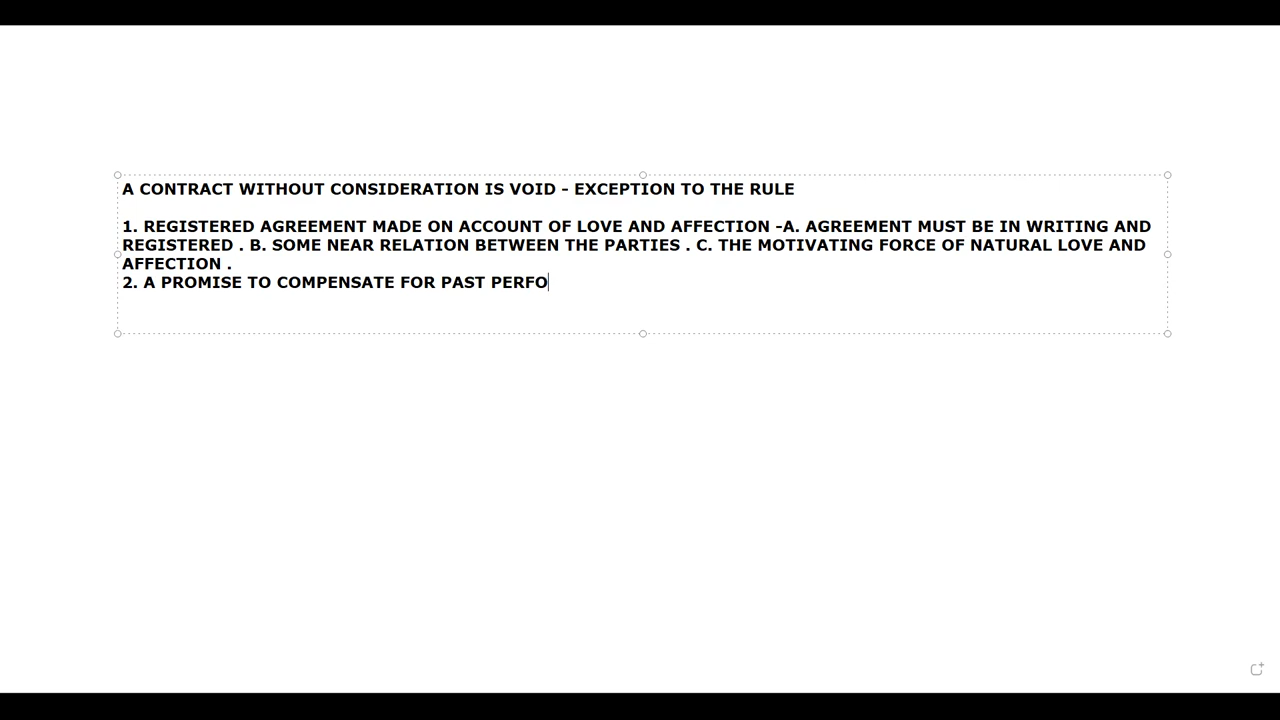 A CONTRACT WITHOUT CONSIDERATION IS VOID - EXCEPTION TO THE RULE
1. REGISTERED AGREEMENT MADE ON ACCOUNT OF LOVE AND AFFECTION -A. AGREEMENT MUST BE IN WRITING AND
REGISTERED . B. SOME NEAR RELATION BETWEEN THE PARTIES . C. THE MOTIVATING FORCE OF NATURAL LOVE AND
AFFECTION .
2. A PROMISE TO COMPENSATE FOR PAST PERFO